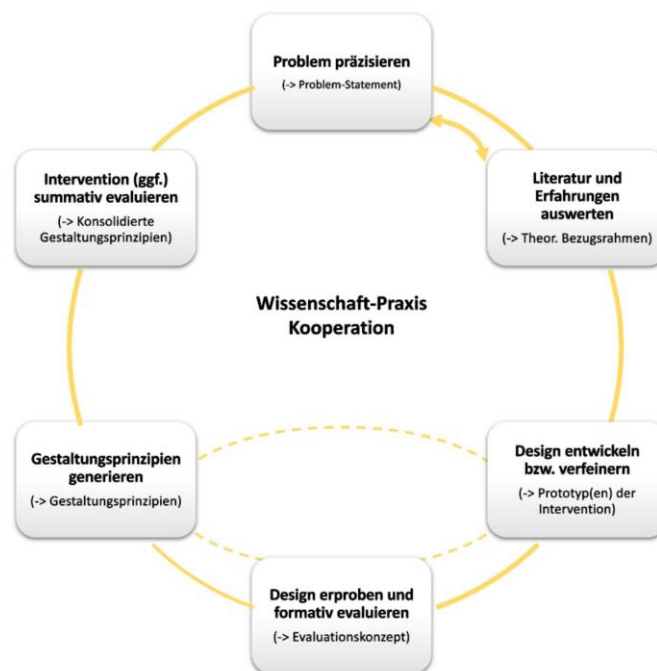 Problem präzisieren
(-> Problem-Statement)
Literatur und
Erfahrungen
auswerten
(-> Theor. Bezugsrahmen)
Design entwickeln
bzw. verfeinern
(-> Prototyp(en) der
Intervention)
Design erproben und
formativ evaluieren
(-> Evaluationskonzept)
Gestaltungsprinzipien
generieren
(-> Gestaltungsprinzipien)
Intervention (ggf.)
summativ evaluieren
(-> Konsolidierte
Gestaltungsprinzipien)
Wissenschaft-Praxis
Kooperation